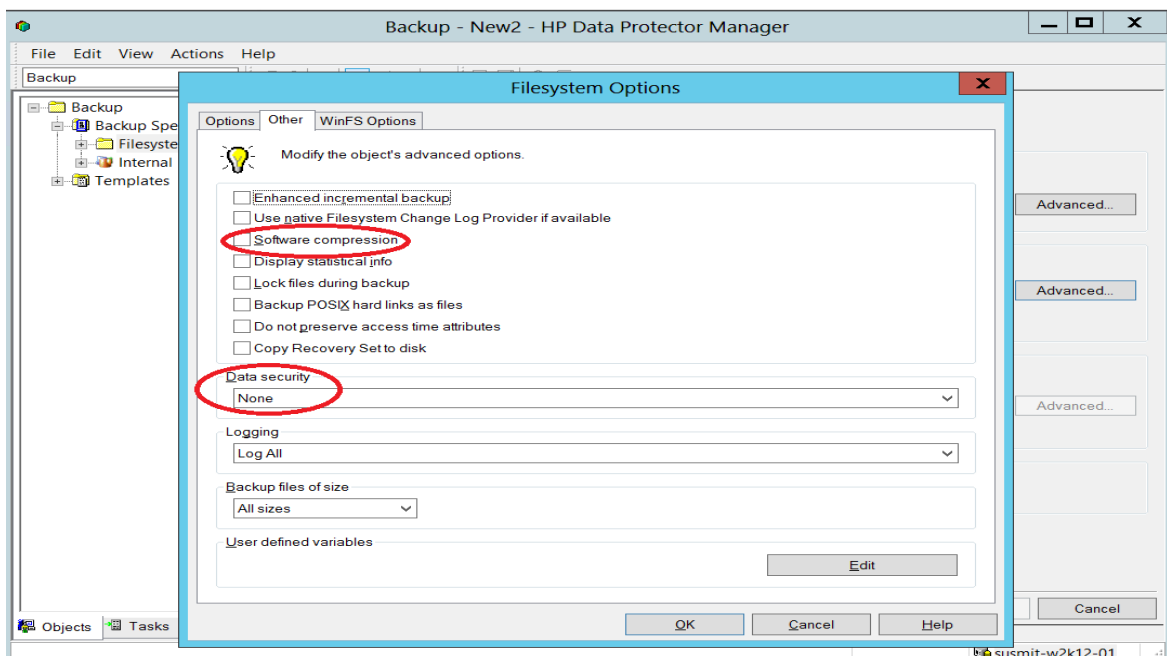 Backup - New2 - HP Data Protector Manager
File Edit View Actions Help
Backup
Filesystem Options
Backup
Backup Spe
Filesyste
Internal
Templates
Options Other WinFS Options
Modify the object's advanced options.
Enhanced incremental backup
Use native Filesystem Change Log Provider if available
Software compression
Display statistical info
Lock files during backup
Backup POSIX hard links as files
Do not preserve access time attributes
Copy Recovery Set to disk
Data security
None
Logging
Log All
Backup files of size
All sizes
User defined variables
Edit
OK Cancel Help
Advanced...
Advanced...
Advanced...
Cancel
Objects Tasks
susmit-w2k12-01